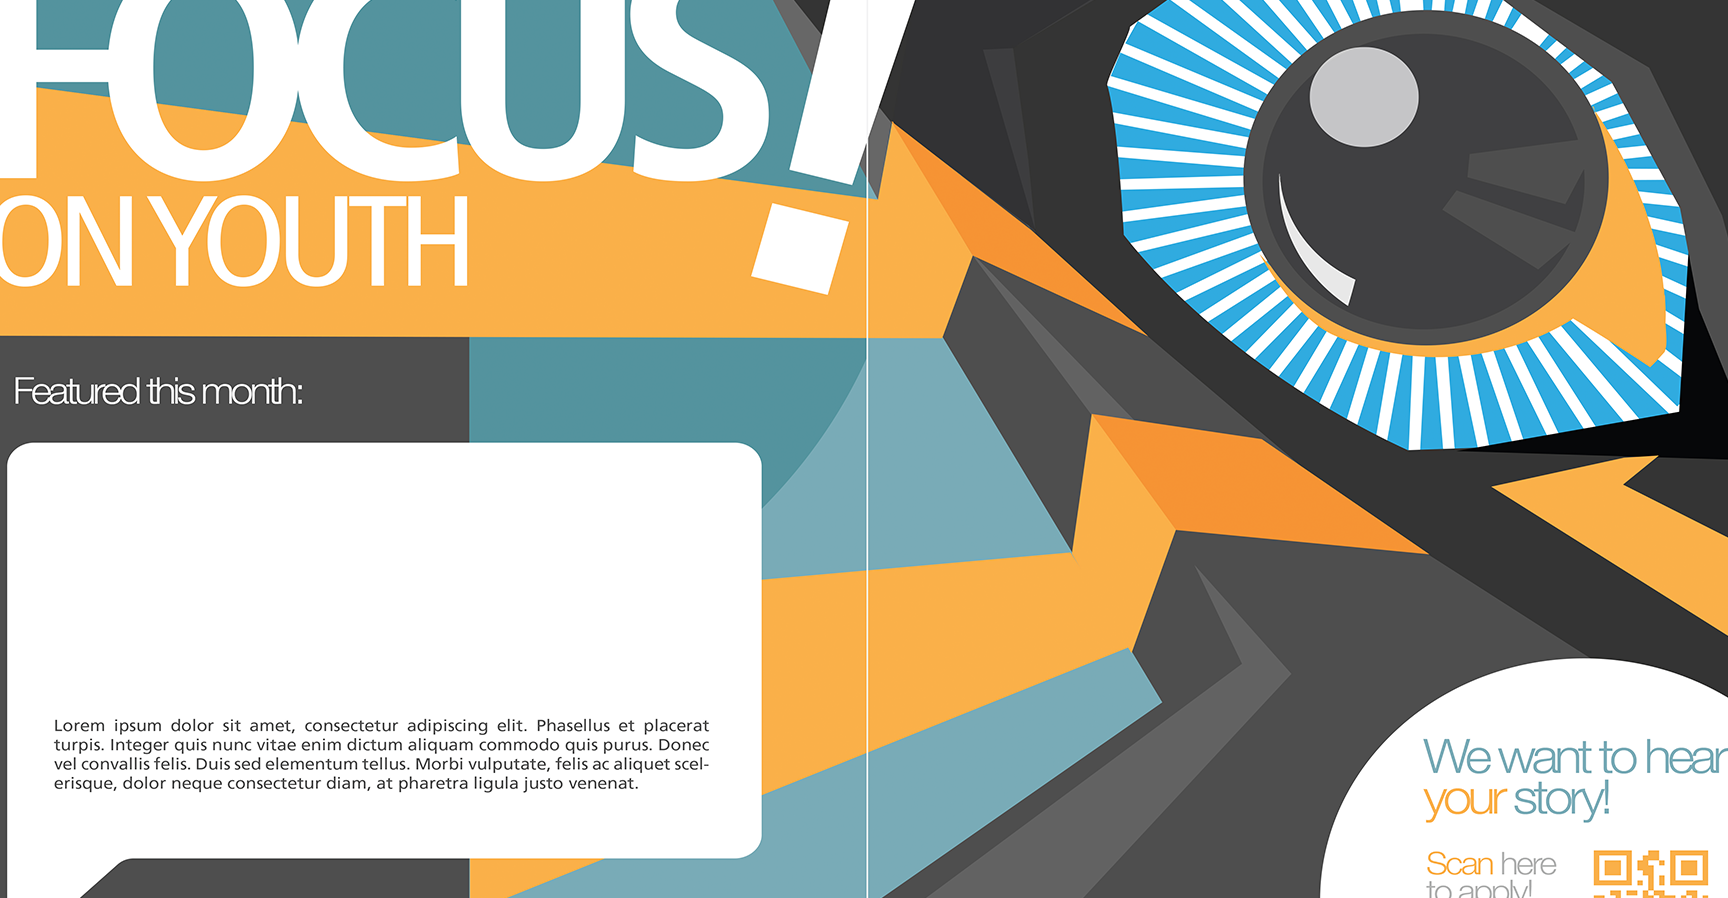 FOCUS!
ON YOUTH
Featured this month:
Lorem ipsum dolor sit amet, consectetur adipiscing elit. Phasellus et placerat
turpis. Integer quis nunc vitae enim dictum aliquam commodo quis purus. Donec
vel convallis felis. Duis sed elementum tellus. Morbi vulputate, felis ac aliquet scel-
erisque, dolor neque consectetur diam, at pharetra ligula justo venenat.
We want to hear
your story!
Scan here
to apply!